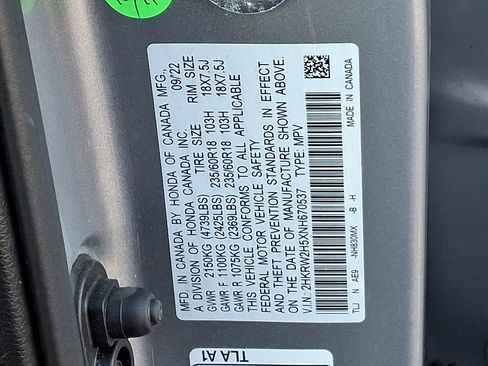 MFD. IN CANADA BY HONDA OF CANADA MFG.,
A DIVISION OF HONDA CANADA INC. 09/22
TIRE SIZE RIM SIZE
GVWR 2150KG (4739LBS)
GAWR F 1100KG (2425LBS) 235/60R18 103H 18X7.5J
GAWR R 1075KG (2369LBS) 235/60R18 103H 18X7.5J
THIS VEHICLE CONFORMS TO ALL APPLICABLE
FEDERAL MOTOR VEHICLE SAFETY
AND THEFT PREVENTION STANDARDS IN EFFECT
ON THE DATE OF MANUFACTURE SHOWN ABOVE.
V.I.N: 2HKRW2H5XNH670537 TYPE: MPV
TLJ N AE9 -NH830MX -B -H MADE IN CANADA
TLA A1